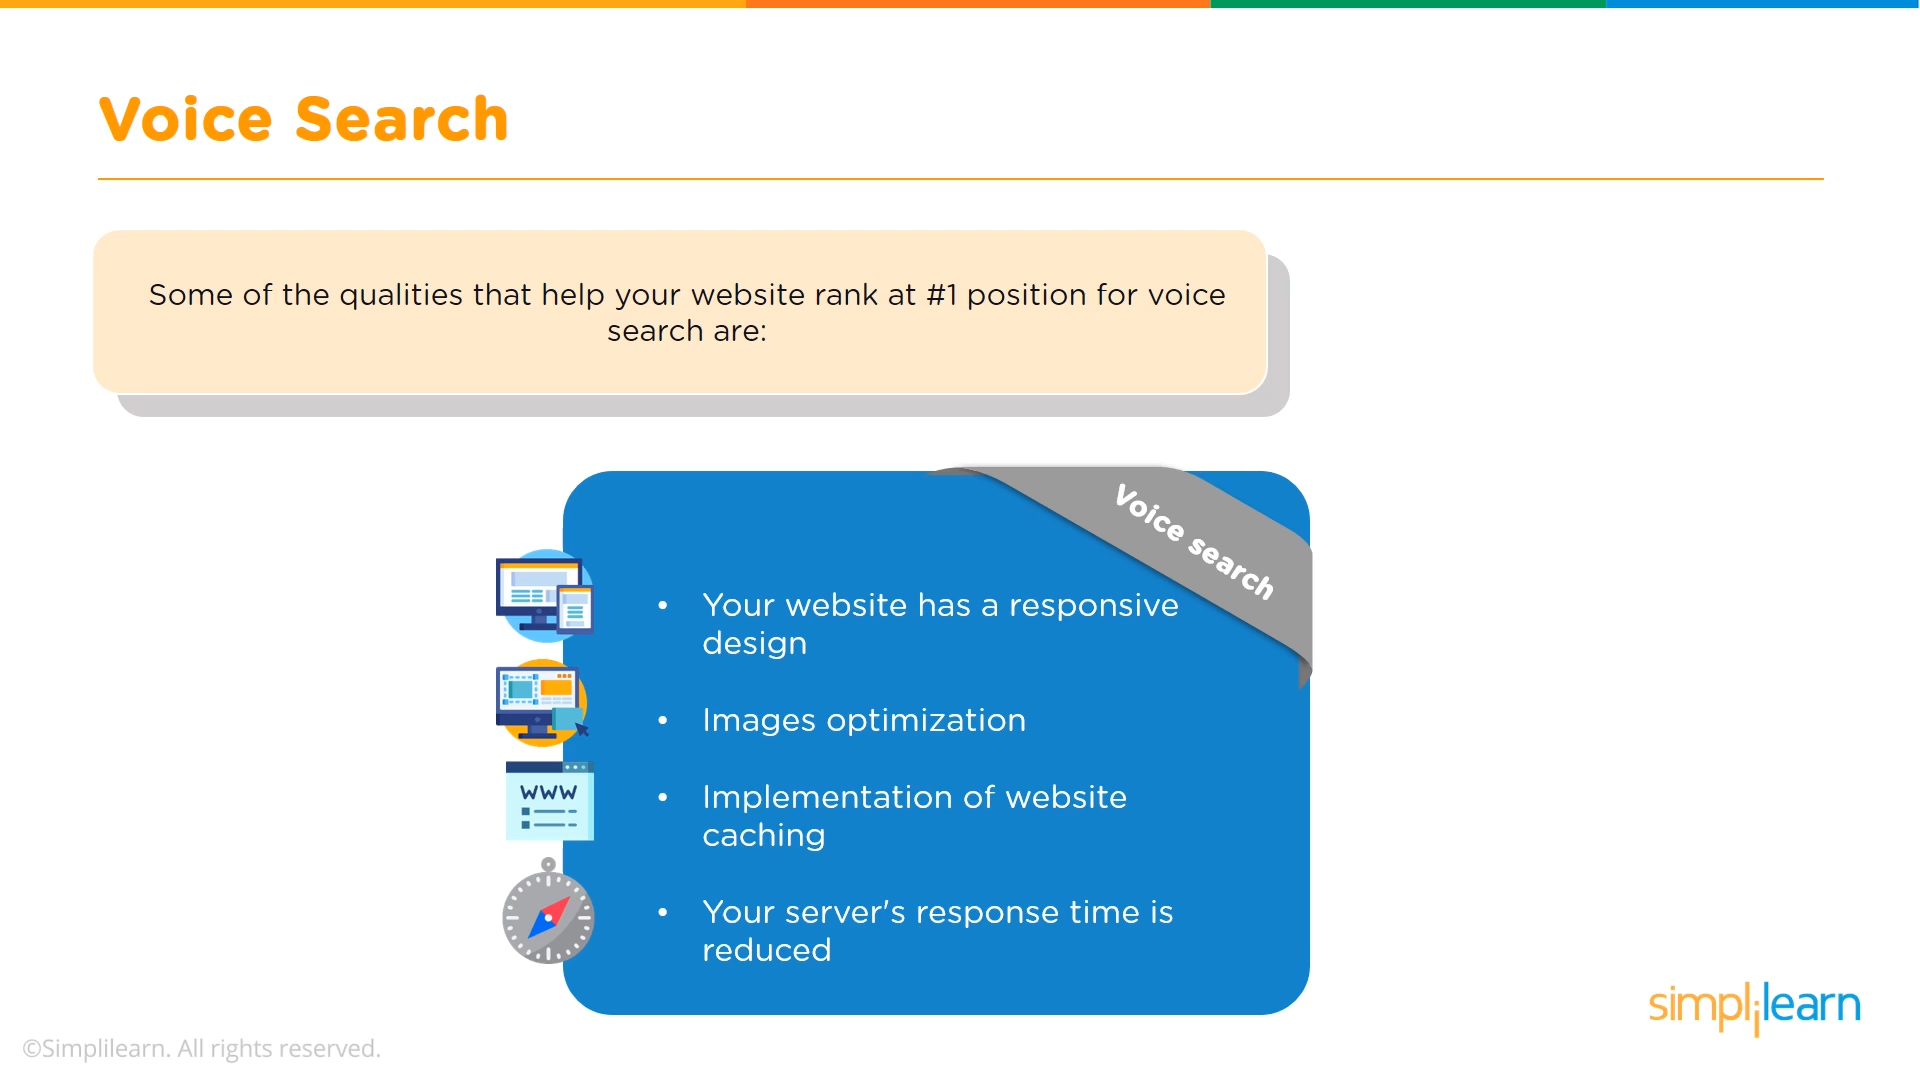 Voice Search
Some of the qualities that help your website rank at #1 position for voice
search are:
Voice search
• Your website has a responsive
design
• Images optimization
WWW
• Implementation of website
caching
• Your server's response time is
reduced
simplilearn
©Simplilearn. All rights reserved.